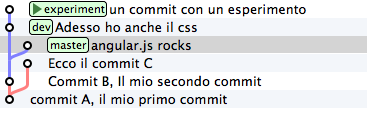 experiment un commit con un esperimento
dev Adesso ho anche il css
master angular.js rocks
Ecco il commit C
Commit B, Il mio secondo commit
commit A, il mio primo commit